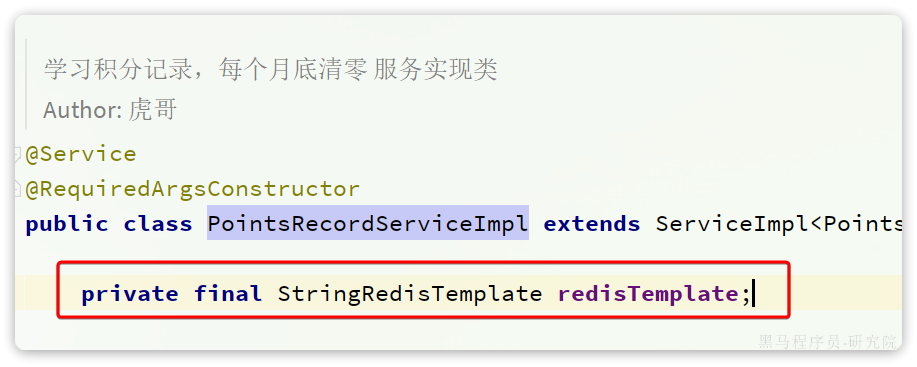 学习积分记录，每个月底清零 服务实现类
Author: 虎哥
@Service
@RequiredArgsConstructor
public class PointsRecordServiceImpl extends ServiceImpl<Points
private final StringRedisTemplate redisTemplate;
黑马程序员-研究院